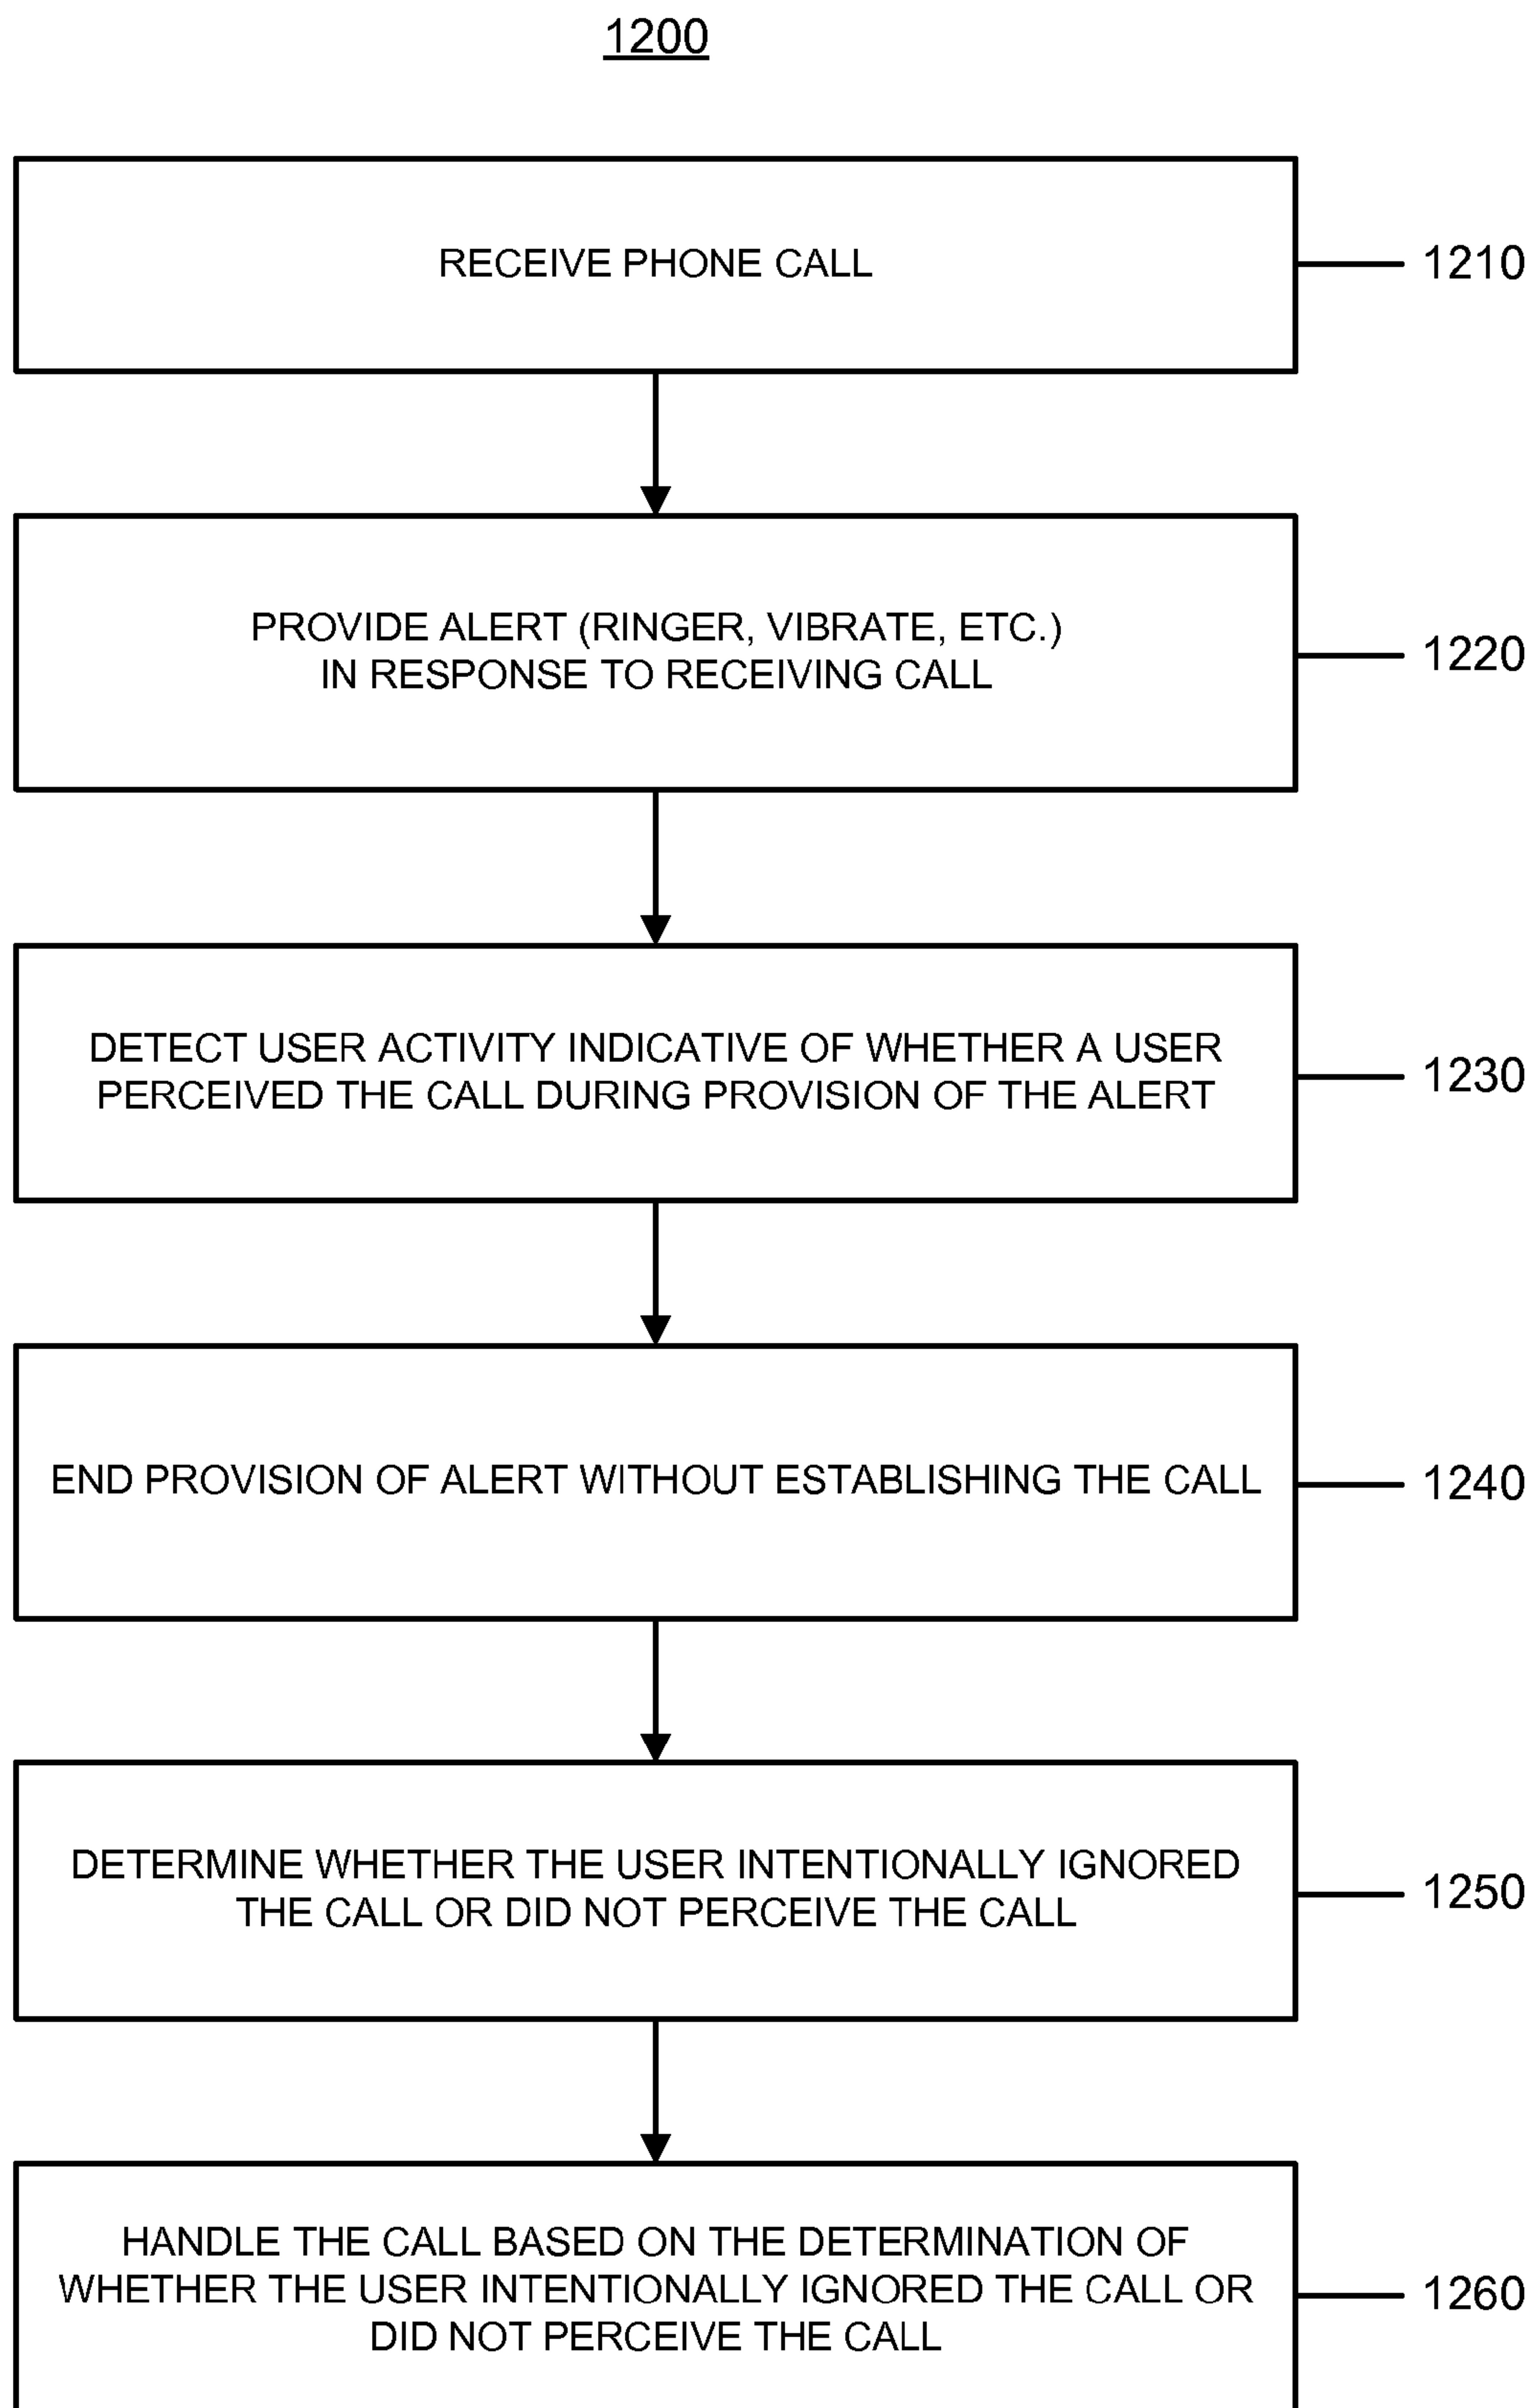 1200
RECEIVE PHONE CALL
1210
PROVIDE ALERT (RINGER, VIBRATE, ETC.)
IN RESPONSE TO RECEIVING CALL
1220
DETECT USER ACTIVITY INDICATIVE OF WHETHER A USER
PERCEIVED THE CALL DURING PROVISION OF THE ALERT
1230
END PROVISION OF ALERT WITHOUT ESTABLISHING THE CALL
1240
DETERMINE WHETHER THE USER INTENTIONALLY IGNORED
THE CALL OR DID NOT PERCEIVE THE CALL
1250
HANDLE THE CALL BASED ON THE DETERMINATION OF
WHETHER THE USER INTENTIONALLY IGNORED THE CALL OR
DID NOT PERCEIVE THE CALL
1260